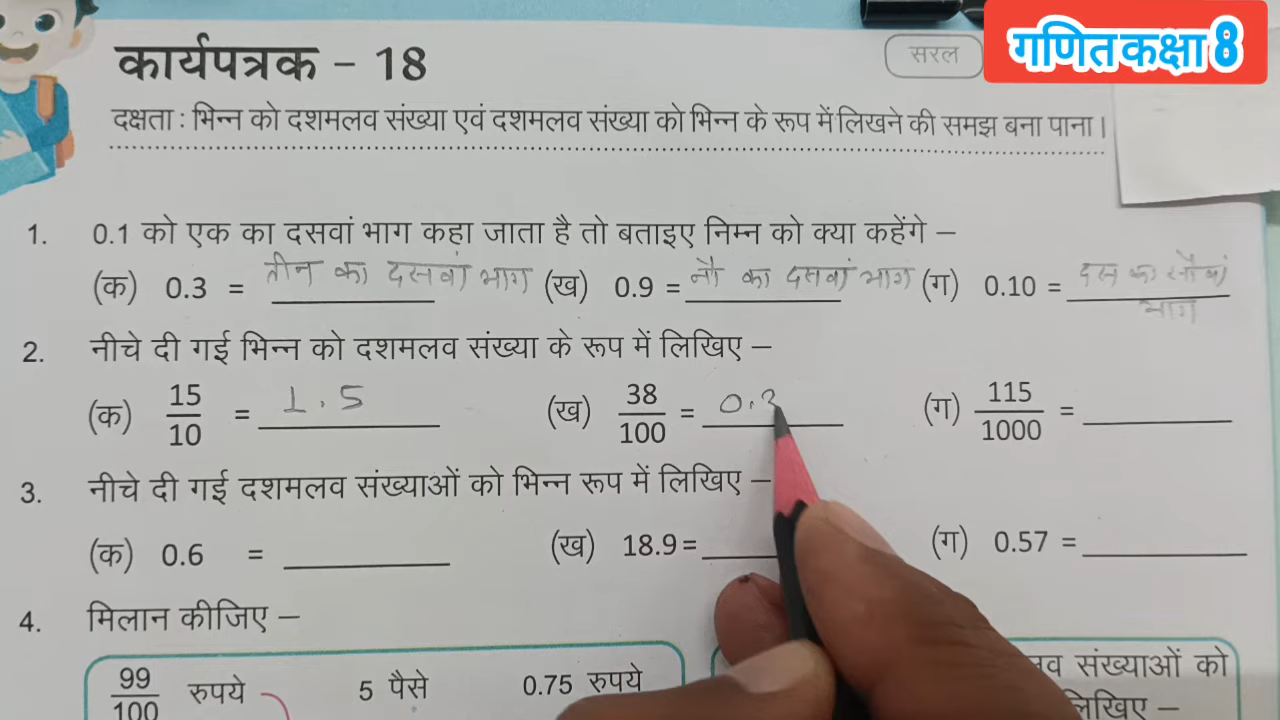 कार्यपत्रक – 18
सरल
गणित कक्षा 8
दक्षता : भिन्न को दशमलव संख्या एवं दशमलव संख्या को भिन्न के रूप में लिखने की समझ बना पाना ।
1. 0.1 को एक का दसवां भाग कहा जाता है तो बताइए निम्न को क्या कहेंगे –
(क) 0.3 = तीन का दसवां भाग (ख) 0.9 = नौ का दसवां भाग (ग) 0.10 = दस का सौवां
भाग
2. नीचे दी गई भिन्न को दशमलव संख्या के रूप में लिखिए –
(क) 15/10 = 1.5 (ख) 38/100 = 0.3 (ग) 115/1000 =
3. नीचे दी गई दशमलव संख्याओं को भिन्न रूप में लिखिए –
(क) 0.6 = (ख) 18.9 = (ग) 0.57 =
4. मिलान कीजिए –
99/100 रुपये 5 पैसे 0.75 रुपये
संख्याओं को
लिखिए –